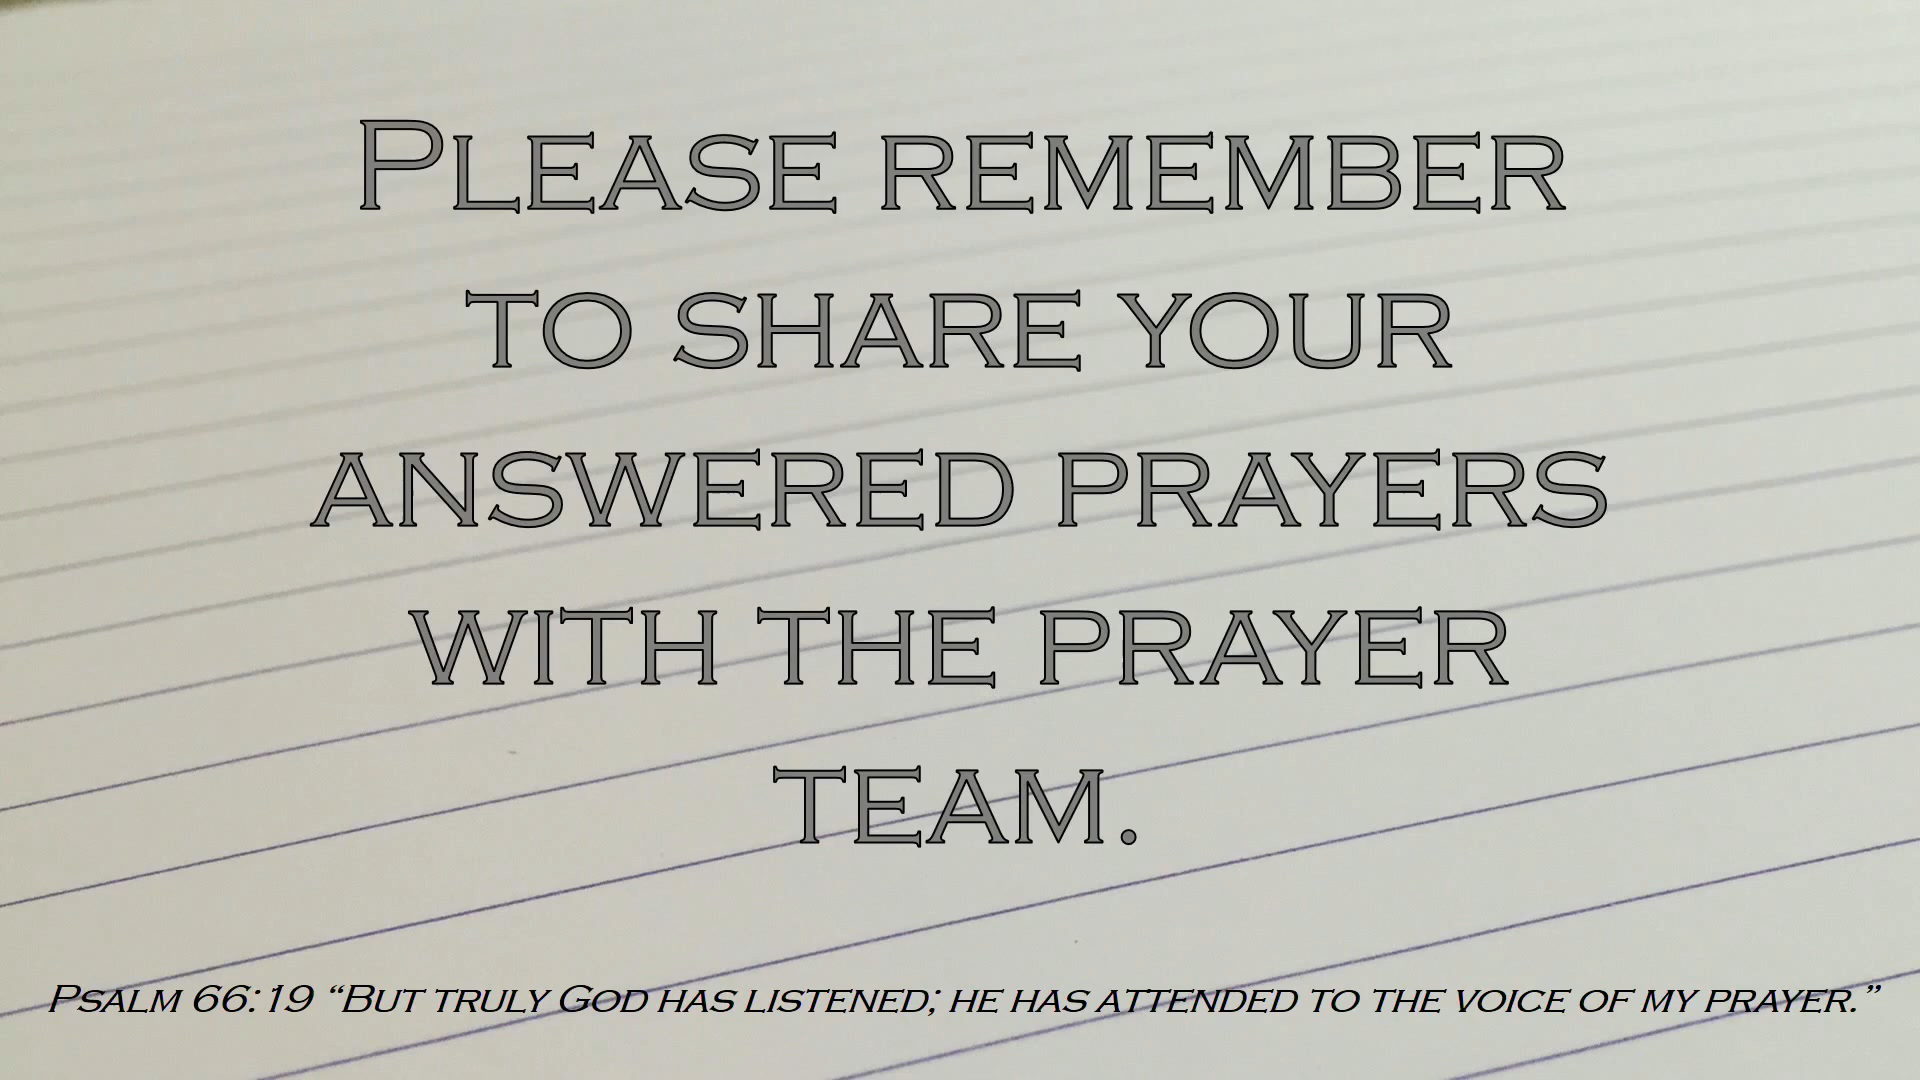 Please remember
to share your
answered prayers
with the prayer
team.
Psalm 66:19 “But truly God has listened; he has attended to the voice of my prayer.”